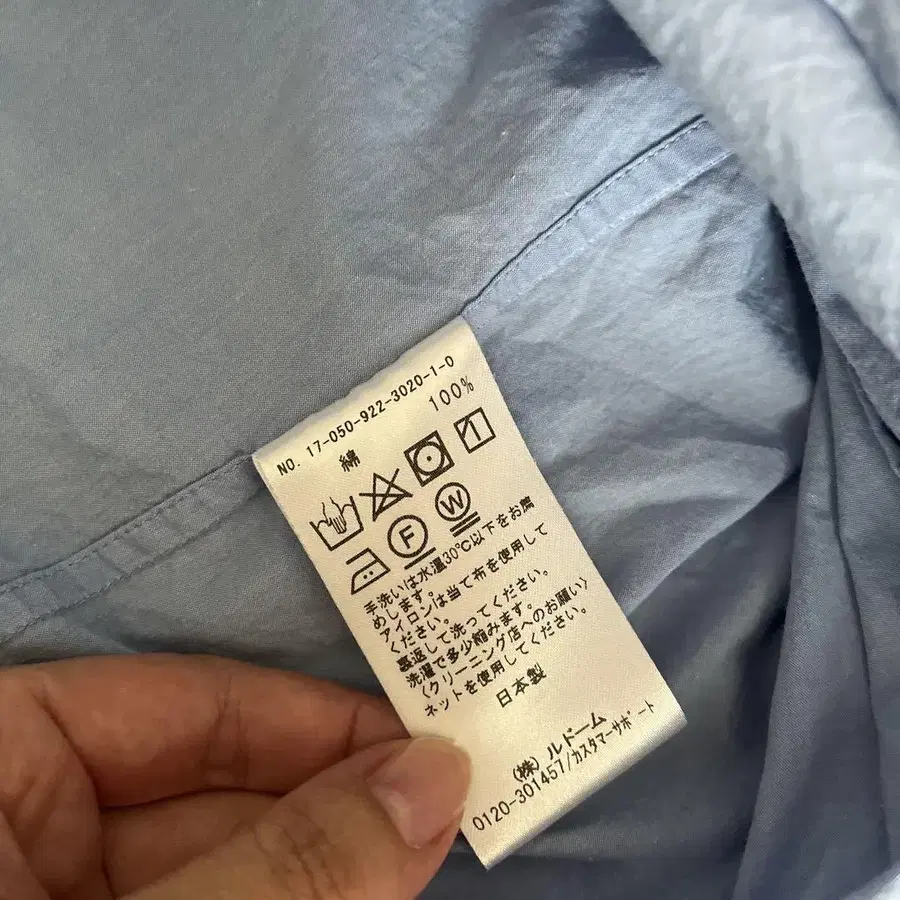 NO. 17-050-922-3020-1-0
綿 100%
F W
手洗いは水温30℃以下をお薦
めします。
アイロンは当て布を使用して
ください。
裏返して洗ってください。
洗濯で多少縮みます。
〈クリーニング店へのお願い〉
ネットを使用してください。
日本製
(株) ルドーム
0120-301457/カスタマーサポート